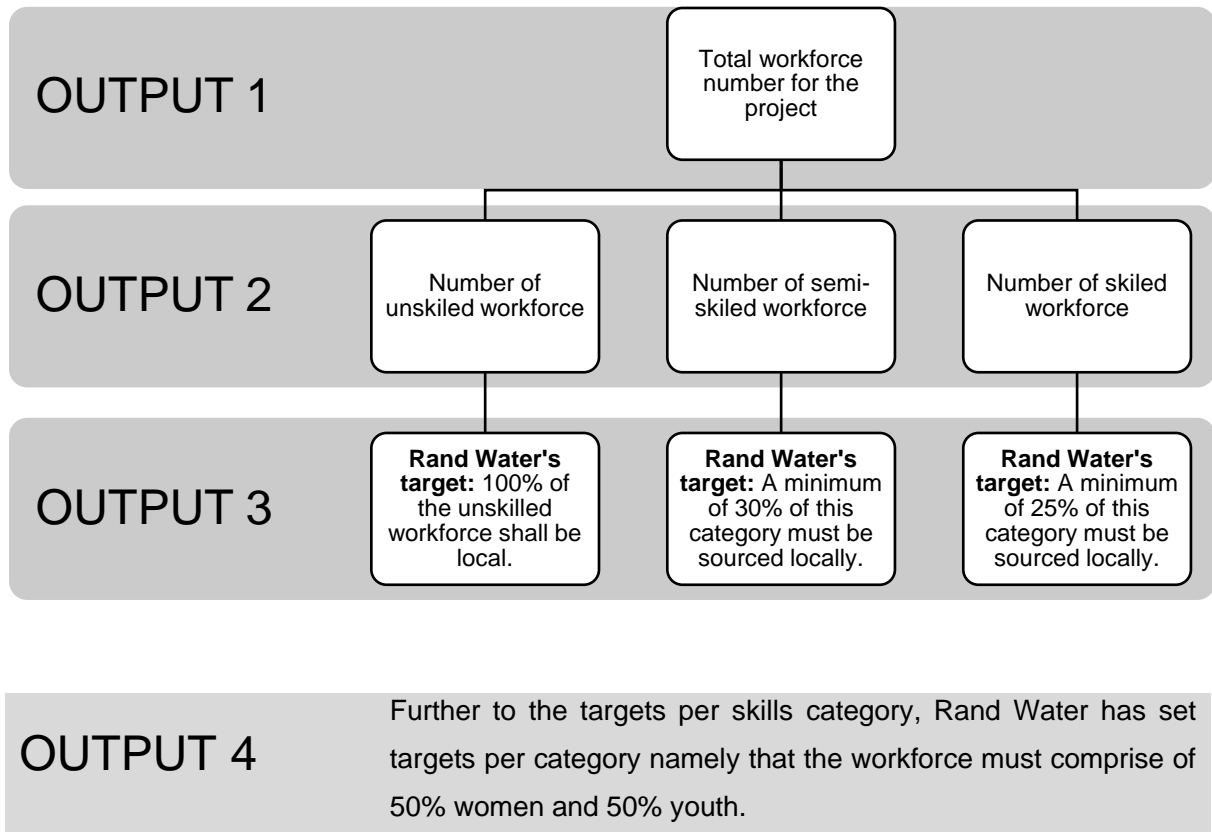 OUTPUT 1
Total workforce
number for the
project
OUTPUT 2
Number of
unskiled workforce
Number of semi-
skiled workforce
Number of skiled
workforce
OUTPUT 3
Rand Water's
target: 100% of
the unskilled
workforce shall be
local.
Rand Water's
target: A minimum
of 30% of this
category must be
sourced locally.
Rand Water's
target: A minimum
of 25% of this
category must be
sourced locally.
OUTPUT 4
Further to the targets per skills category, Rand Water has set
targets per category namely that the workforce must comprise of
50% women and 50% youth.